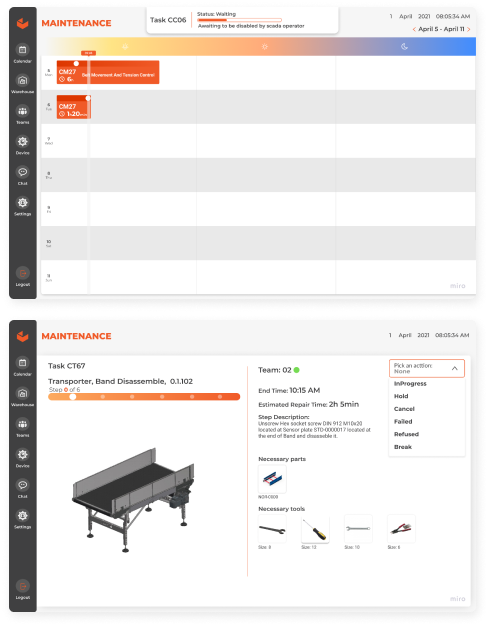 MAINTENANCE
Task CC06
Status: Waiting
Awaiting to be disabled by scada operator
1 April 2021 08:05:34 AM
< April 5 - April 11 >
Calendar
Warehouse
Teams
Device
Chat
Settings
Logout
5
Mon
CM27
Belt Movement And Tension Control
6
Tue
CM27
7
Wed
8
Thu
9
Fri
10
Sat
11
Sun
miro
MAINTENANCE
1 April 2021 08:05:34 AM
Calendar
Warehouse
Teams
Device
Chat
Settings
Logout
Task CT67
Transporter, Band Disassemble, 0.1.102
Step 0 of 6
Team: 02
End Time: 10:15 AM
Estimated Repair Time: 2h 5min
Step Description:
Unscrew Hex socket screw DIN 912 M10x20
located at Sensor plate STD-0000017 located at
the end of Band and disassemble it.
Necessary parts
Necessary tools
Size: 8
Size: 13
Size: 10
Size: 8
Pick an action:
None
InProgress
Hold
Cancel
Failed
Refused
Break
miro